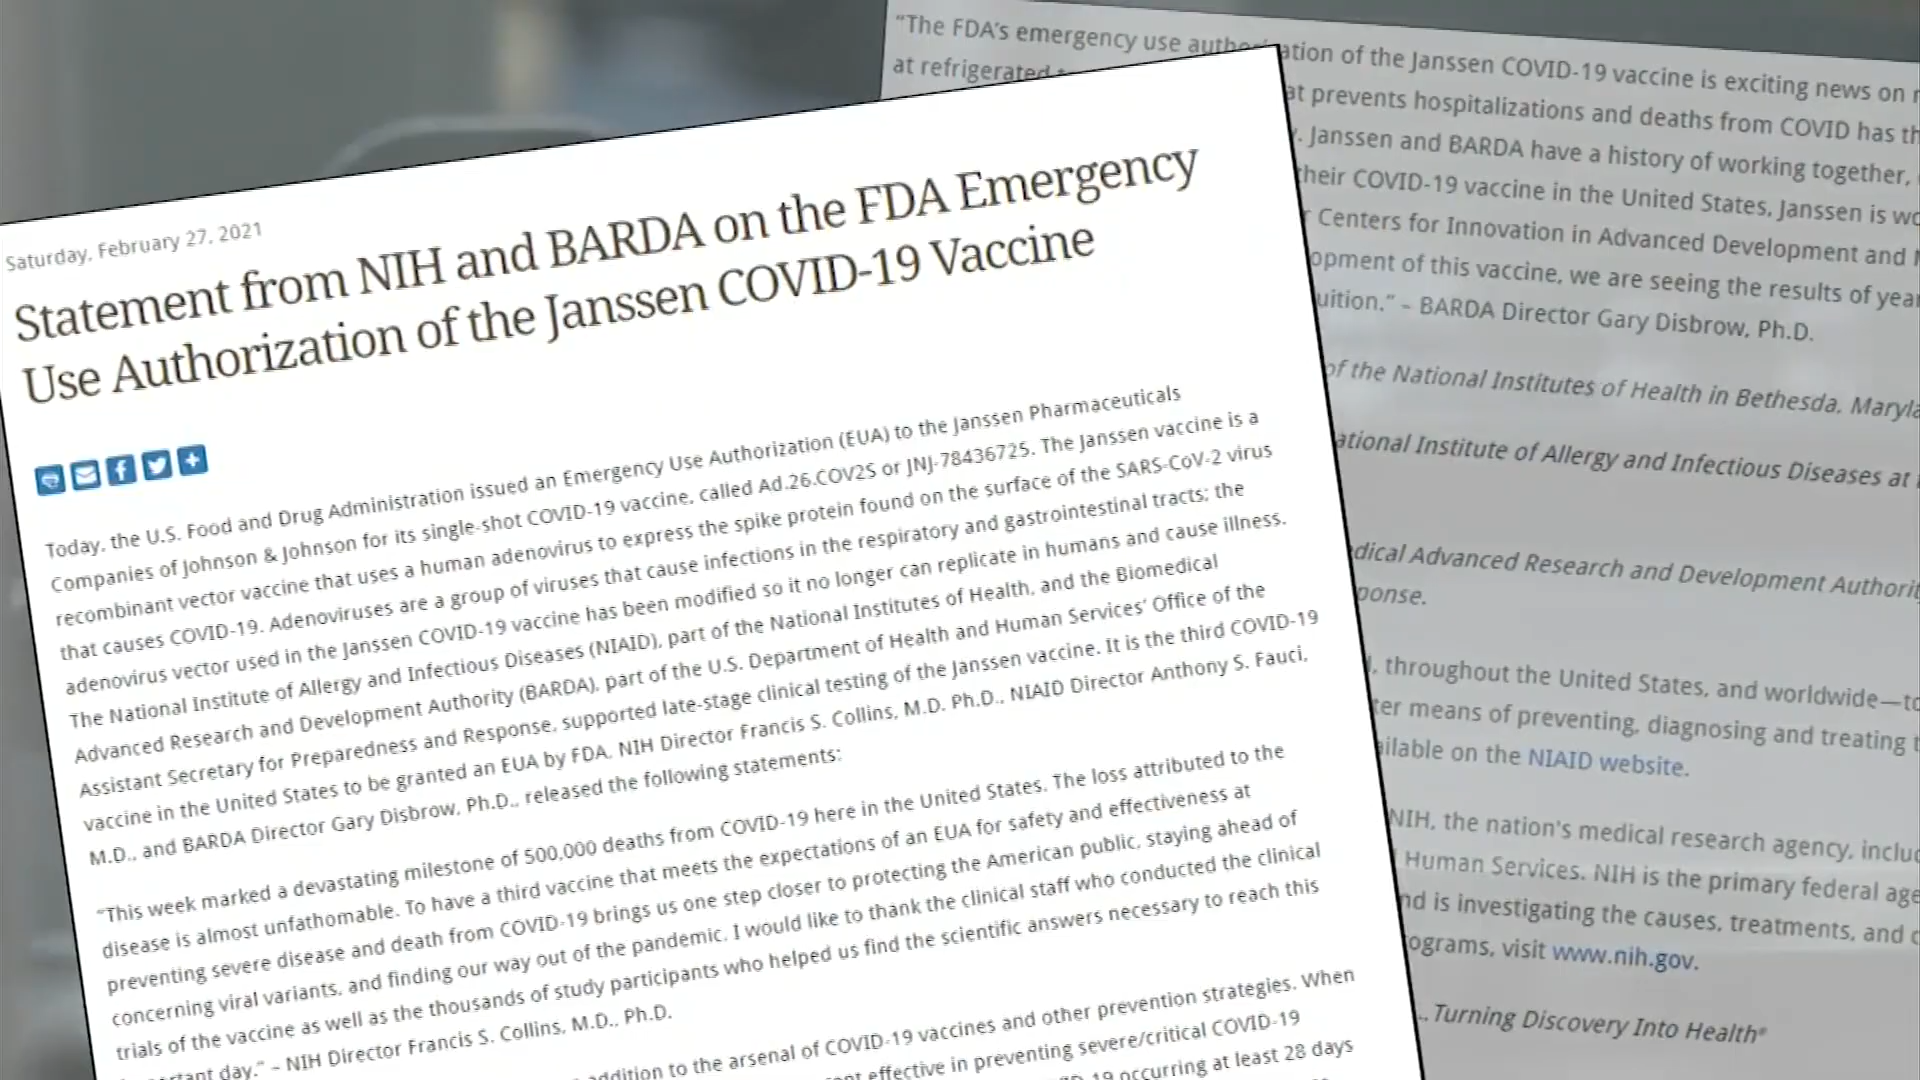 Saturday, February 27, 2021
Statement from NIH and BARDA on the FDA Emergency
Use Authorization of the Janssen COVID-19 Vaccine
Today, the U.S. Food and Drug Administration issued an Emergency Use Authorization (EUA) to the Janssen Pharmaceuticals
Companies of Johnson & Johnson for its single-shot COVID-19 vaccine, called Ad.26.COV2S or JNJ-78436725. The Janssen vaccine is a
recombinant vector vaccine that uses a human adenovirus to express the spike protein found on the surface of the SARS-CoV-2 virus
that causes COVID-19. Adenoviruses are a group of viruses that cause infections in the respiratory and gastrointestinal tracts; the
adenovirus vector used in the Janssen COVID-19 vaccine has been modified so it no longer can replicate in humans and cause illness.
The National Institute of Allergy and Infectious Diseases (NIAID), part of the National Institutes of Health, and the Biomedical
Advanced Research and Development Authority (BARDA), part of the U.S. Department of Health and Human Services' Office of the
Assistant Secretary for Preparedness and Response, supported late-stage clinical testing of the Janssen vaccine. It is the third COVID-19
vaccine in the United States to be granted an EUA by FDA. NIH Director Francis S. Collins, M.D. Ph.D., NIAID Director Anthony S. Fauci,
M.D., and BARDA Director Gary Disbrow, Ph.D., released the following statements:
"This week marked a devastating milestone of 500,000 deaths from COVID-19 here in the United States. The loss attributed to the
disease is almost unfathomable. To have a third vaccine that meets the expectations of an EUA for safety and effectiveness at
preventing severe disease and death from COVID-19 brings us one step closer to protecting the American public, staying ahead of
concerning viral variants, and finding our way out of the pandemic. I would like to thank the clinical staff who conducted the clinical
trials of the vaccine as well as the thousands of study participants who helped us find the scientific answers necessary to reach this
day." – NIH Director Francis S. Collins, M.D., Ph.D.
addition to the arsenal of COVID-19 vaccines and other prevention strategies. When
effective in preventing severe/critical COVID-19
occurring at least 28 days
"The FDA's emergency use authorization of the Janssen COVID-19 vaccine is exciting news on
at refrigerated
at prevents hospitalizations and deaths from COVID has
Janssen and BARDA have a history of working together,
their COVID-19 vaccine in the United States, Janssen is
Centers for Innovation in Advanced Development and
opment of this vaccine, we are seeing the results of
uition." – BARDA Director Gary Disbrow, Ph.D.
of the National Institutes of Health in Bethesda, Maryla
ational Institute of Allergy and Infectious Diseases at
dical Advanced Research and Development Authorit
ponse.
, throughout the United States, and worldwide—to
ter means of preventing, diagnosing and treating
ailable on the NIAID website.
NIH, the nation's medical research agency, includ
Human Services. NIH is the primary federal age
nd is investigating the causes, treatments, and
ograms, visit www.nih.gov.
...Turning Discovery Into Health®